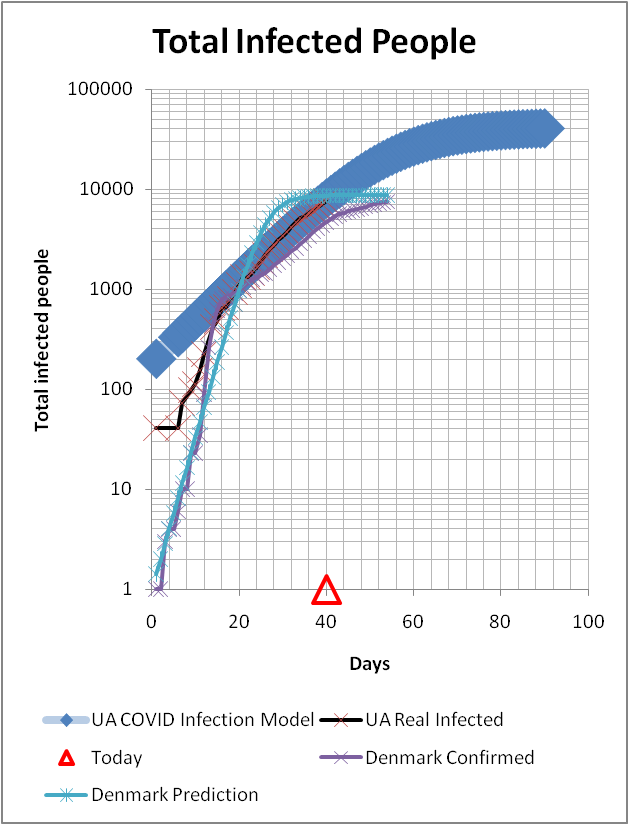 Total Infected People
100000
10000
1000
100
10
1
Total infected people
0 20 40 60 80 100
Days
UA COVID Infection Model UA Real Infected
Today Denmark Confirmed
Denmark Prediction